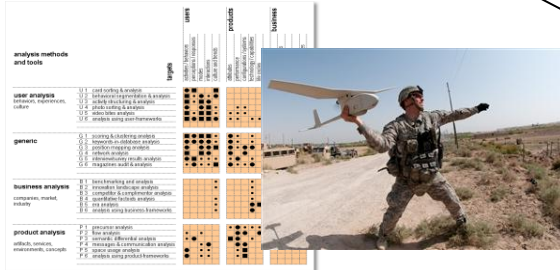 users
products
business
analysis methods
and tools
targets
user analysis
behaviors, experiences,
culture
U 1 card-sorting & analysis
U 2 behavioral segmentation & analysis
U 3 activity structuring & analysis
U 4 photo sorting & analysis
U 5 video bites analysis
U 6 analysis using user-frameworks
generic
G 1 scoring & clustering analysis
G 2 keywords-in-database analysis
G 3 position mapping analysis
G 4 network analysis
G 5 interview/survey results analysis
G 6 magazines audit & analysis
business analysis
companies, market,
industry
B 1 benchmarking and analysis
B 2 innovation landscape analysis
B 3 competitor & complimentor analysis
B 4 quantitative factoids analysis
B 5 era analysis
B 6 analysis using business-frameworks
product analysis
artifacts, services,
environments, concepts
P 1 precursor analysis
P 2 flow analysis
P 3 semantic differential analysis
P 4 messages & communication analysis
P 5 space usage analysis
P 6 analysis using product-frameworks